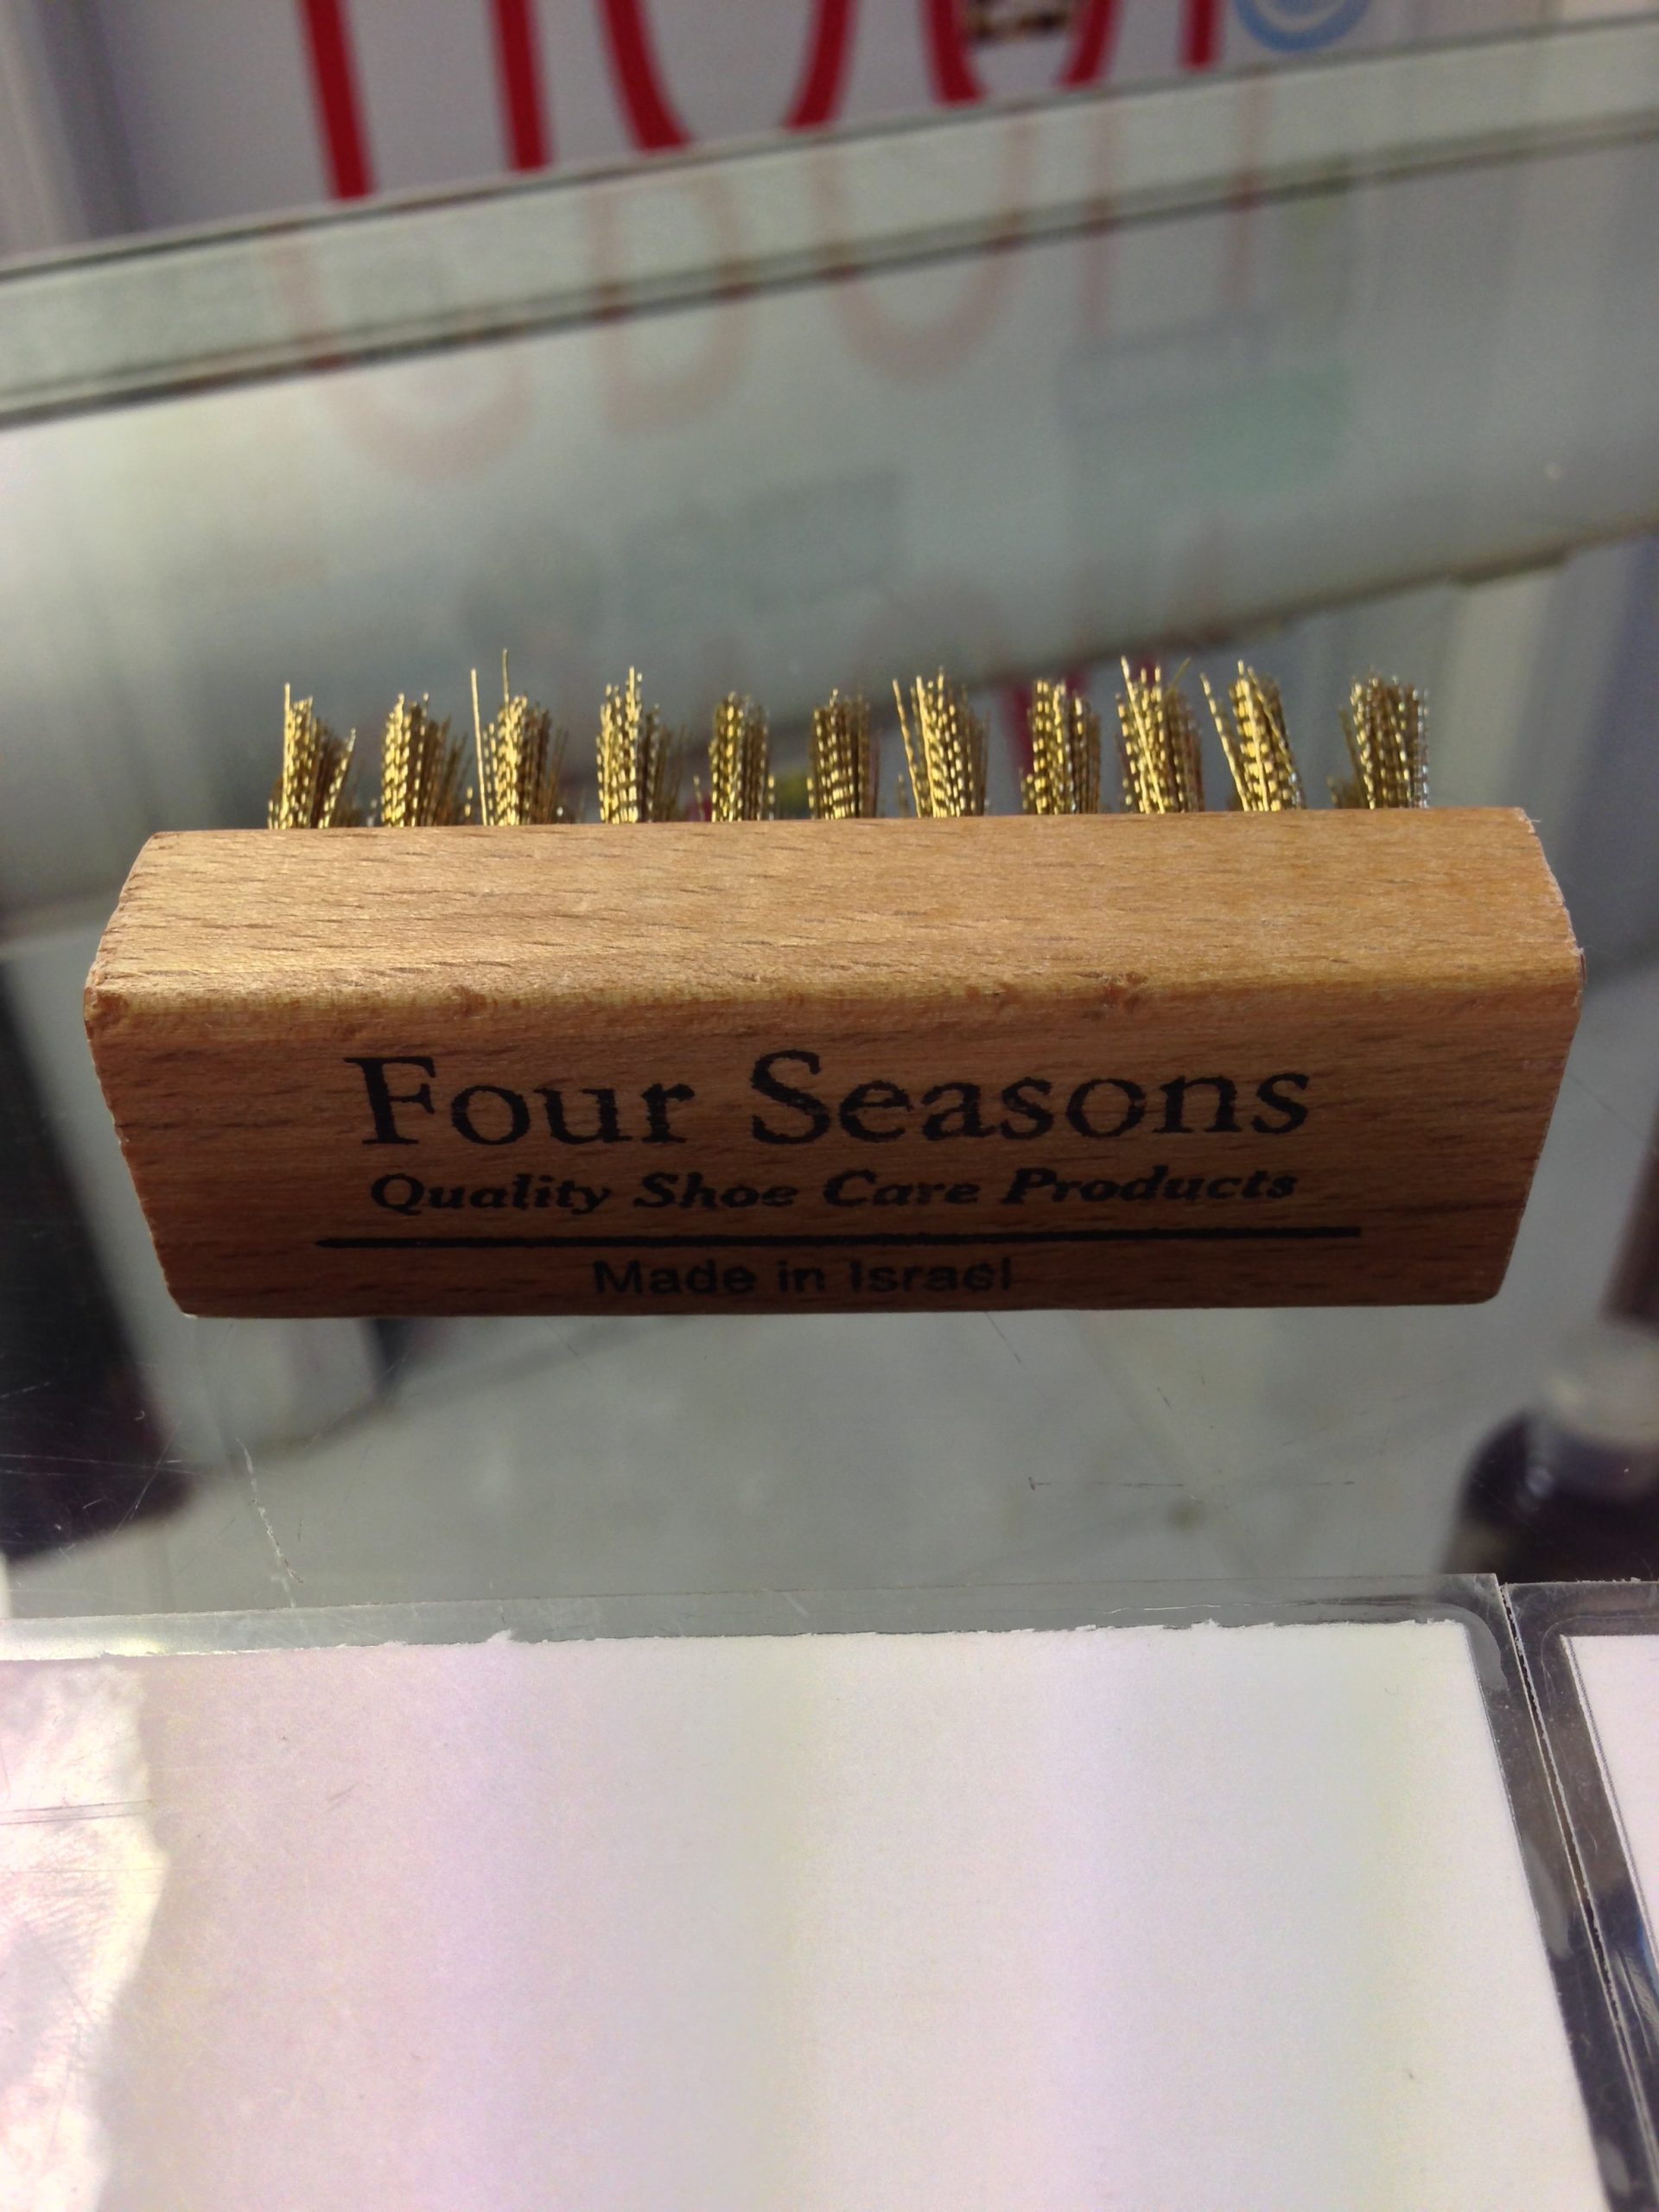 Four Seasons
Quality Shoe Care Products
Made in Israel